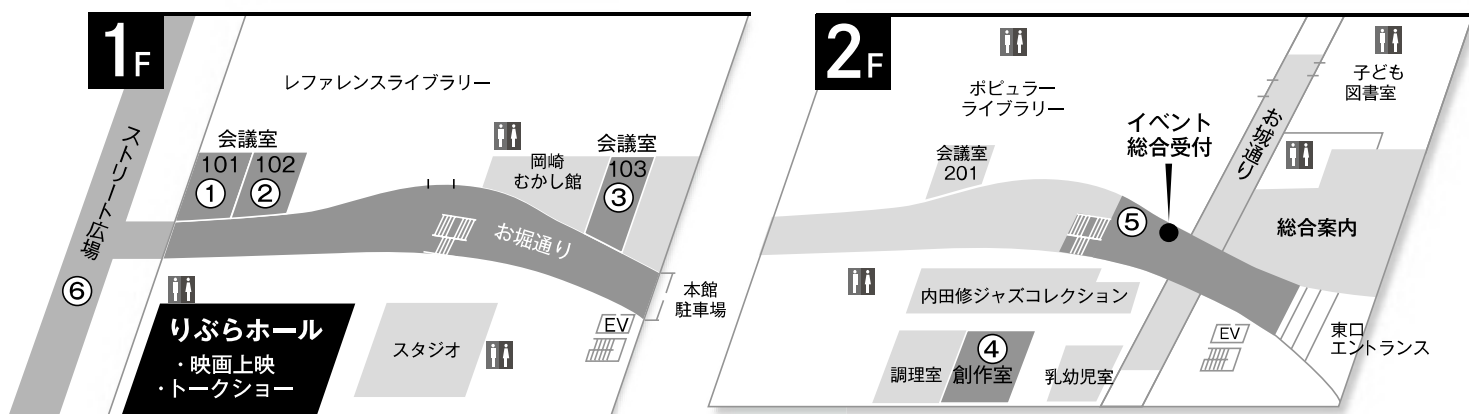 1F
レファレンスライブラリー
ストリート広場
⑥
会議室
101
①
102
②
岡崎
むかし館
会議室
103
③
お堀通り
本館
駐車場
EV
りぶらホール
・映画上映
・トークショー
スタジオ
2F
ポピュラー
ライブラリー
子ども
図書室
イベント
総合受付
お城通り
会議室
201
⑤
総合案内
内田修ジャズコレクション
調理室
④
創作室
乳幼児室
EV
東口
エントランス